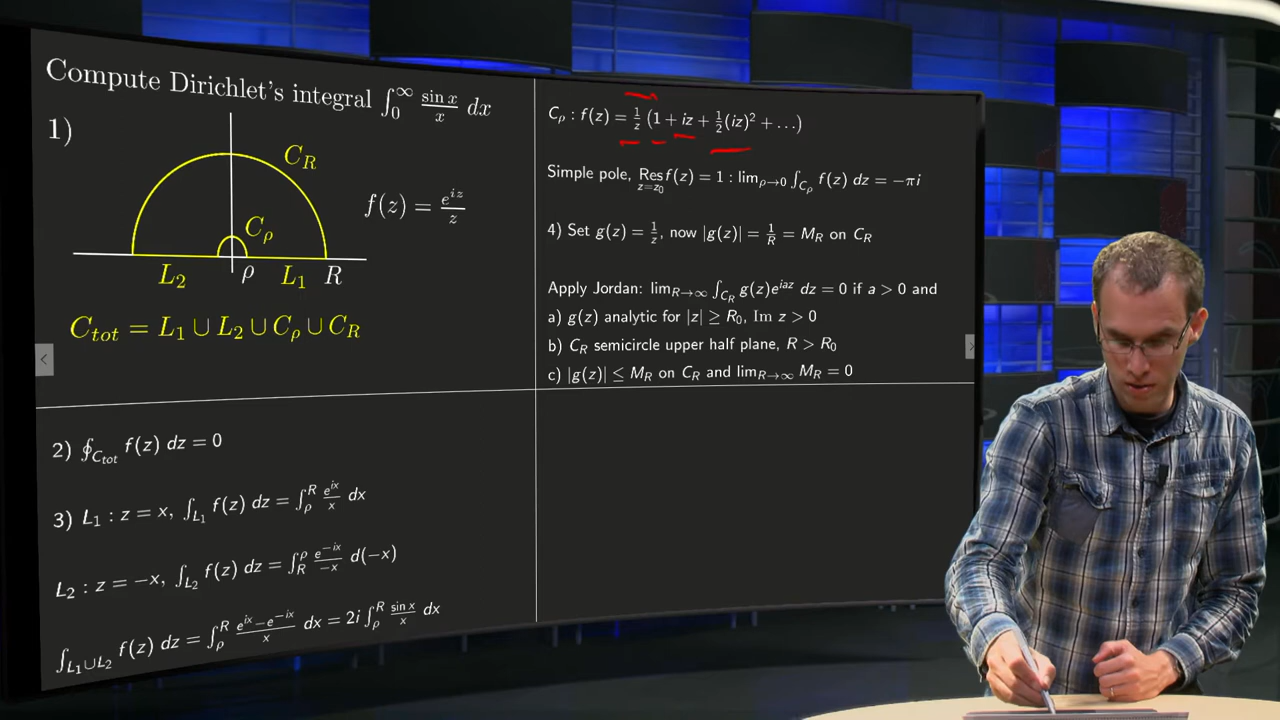 Compute Dirichlet's integral ∫₀^∞ sin x / x dx
1)
C_R
f(z) = e^{iz}/z
C_ρ
L₂ ρ L₁ R
C_{tot} = L₁ ∪ L₂ ∪ C_ρ ∪ C_R
2) ∮_{C_{tot}} f(z) dz = 0
3) L₁ : z = x, ∫_{L₁} f(z) dz = ∫_ρ^R e^{ix}/x dx
L₂ : z = −x, ∫_{L₂} f(z) dz = ∫_R^ρ e^{−ix}/−x d(−x)
∫_{L₁∪L₂} f(z) dz = ∫_ρ^R (e^{ix}−e^{−ix})/x dx = 2i ∫_ρ^R sin x / x dx
C_ρ : f(z) = 1/z (1 + iz + 1/2(iz)² + …)
Simple pole, Res_{z=z₀} f(z) = 1 : lim_{ρ→0} ∫_{C_ρ} f(z) dz = −πi
4) Set g(z) = 1/z, now |g(z)| = 1/R = M_R on C_R
Apply Jordan: lim_{R→∞} ∫_{C_R} g(z)e^{iaz} dz = 0 if a > 0 and
a) g(z) analytic for |z| ≥ R₀, Im z > 0
b) C_R semicircle upper half plane, R > R₀
c) |g(z)| ≤ M_R on C_R and lim_{R→∞} M_R = 0